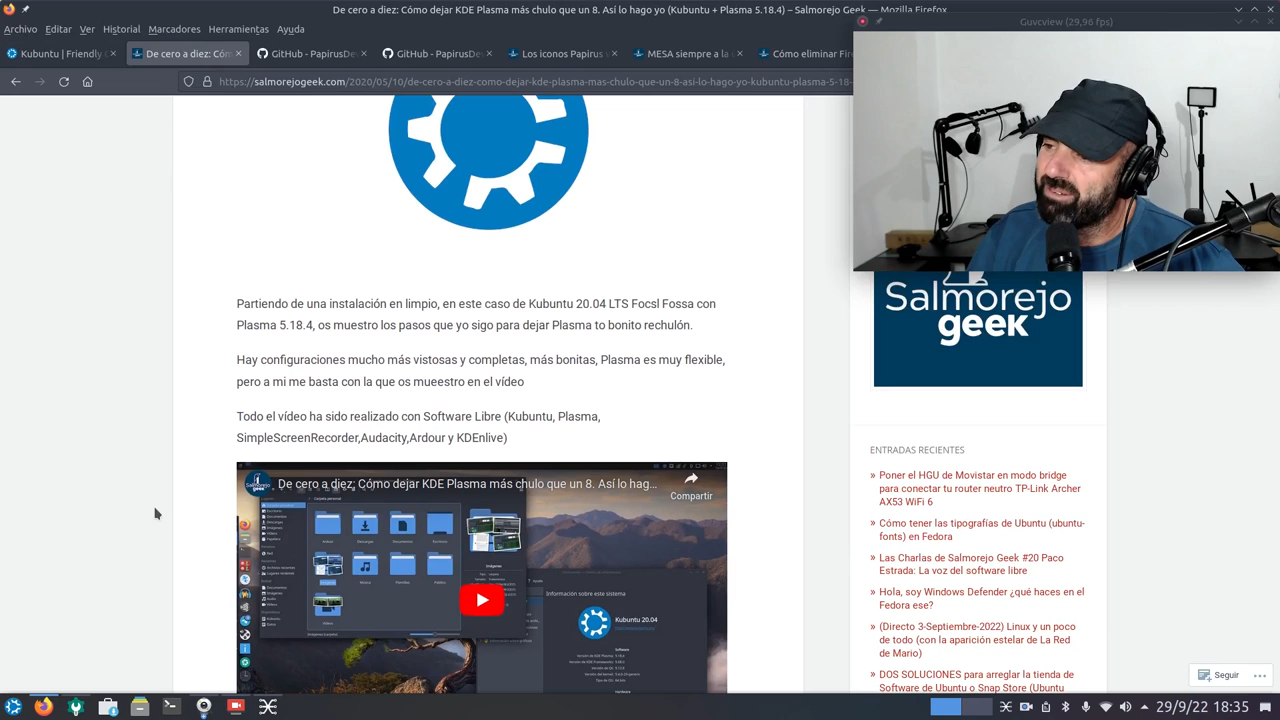 De cero a diez: Cómo dejar KDE Plasma más chulo que un 8. Así lo hago yo (Kubuntu + Plasma 5.18.4) – Salmorejo Geek — Mozilla Firefox
Archivo Editar Ver Historial Marcadores Herramientas Ayuda
Guvcview (29,96 fps)
Kubuntu | Friendly C
De cero a diez: Cóm
GitHub - PapirusDev
GitHub - PapirusDev
Los iconos Papirus s
MESA siempre a la ú
Cómo eliminar Firef
https://salmorejogeek.com/2020/05/10/de-cero-a-diez-como-dejar-kde-plasma-mas-chulo-que-un-8-asi-lo-hago-yo-kubuntu-plasma-5-18-
Partiendo de una instalación en limpio, en este caso de Kubuntu 20.04 LTS Focsl Fossa con
Plasma 5.18.4, os muestro los pasos que yo sigo para dejar Plasma to bonito rechulón.
Hay configuraciones mucho más vistosas y completas, más bonitas, Plasma es muy flexible,
pero a mi me basta con la que os mueestro en el vídeo
Todo el vídeo ha sido realizado con Software Libre (Kubuntu, Plasma,
SimpleScreenRecorder,Audacity,Ardour y KDEnlive)
De cero a diez; Cómo dejar KDE Plasma más chulo que un 8. Así lo hag...
Compartir
Información sobre este sistema
Kubuntu 20.04
Software
Hardware
Salmorejo
geek
ENTRADAS RECIENTES
» Poner el HGU de Movistar en modo bridge
para conectar tu router neutro TP-Link Archer
AX53 WiFi 6
» Cómo tener las tipografías de Ubuntu (ubuntu-
fonts) en Fedora
» Las Charlas de Salmorejo Geek #20 Paco
Estrada: La voz del software libre
» Hola, soy Windows Defender ¿qué haces en el
Fedora ese?
» (Directo 3-Septiembre-2022) Linux y un poco
de todo (con la aparición estelar de La Red
de Mario)
» DOS SOLUCIONES para arreglar la tienda de
Software de Ubuntu o Snap Store (Ubuntu
Seguir
29/9/22 18:35